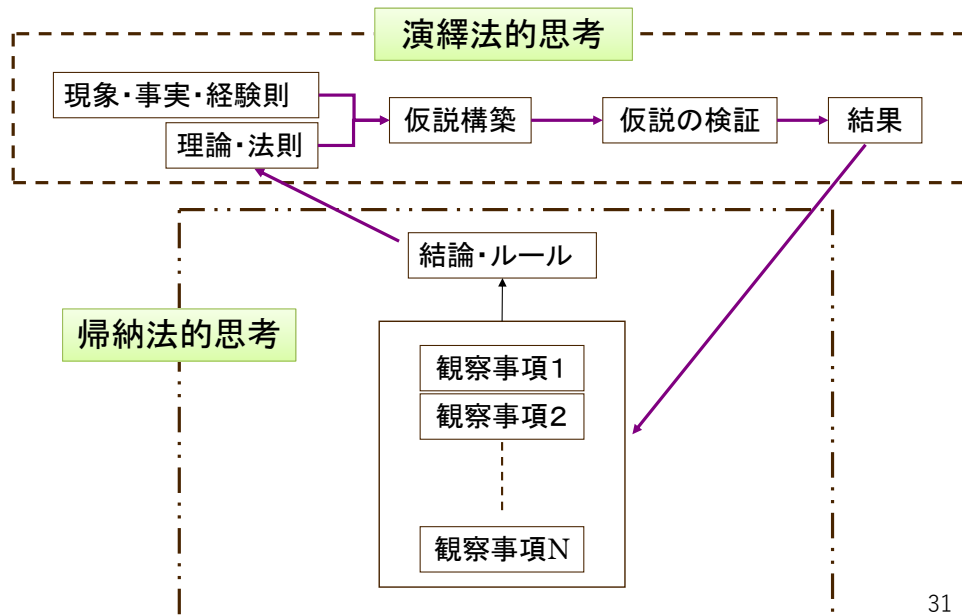 演繹法的思考
現象・事実・経験則
理論・法則
仮説構築
仮説の検証
結果
結論・ルール
帰納法的思考
観察事項1
観察事項2
観察事項N
31